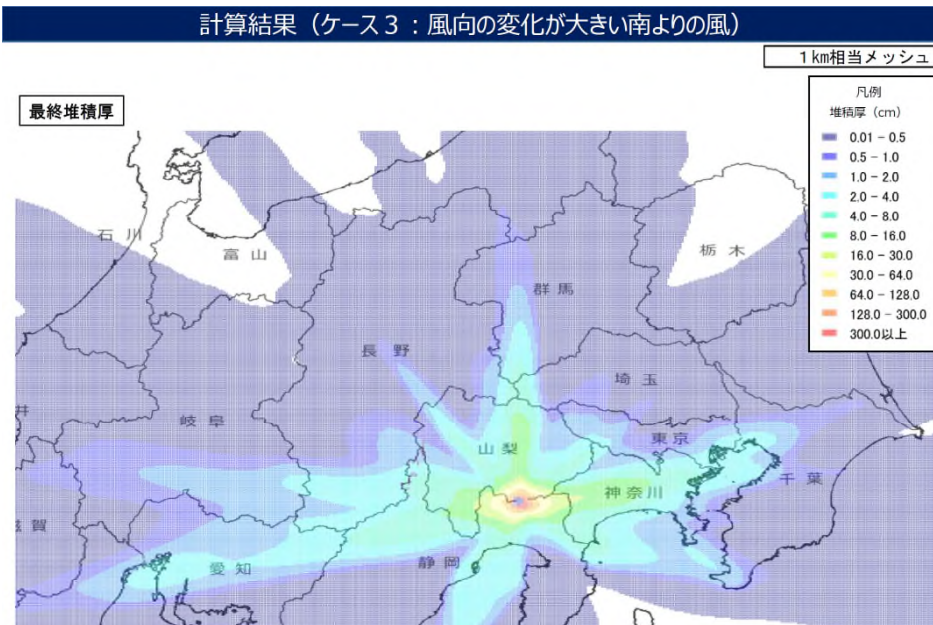 計算結果（ケース３：風向の変化が大きい南よりの風）
１km相当メッシュ
最終堆積厚
凡例
堆積厚（cm）
0.01 − 0.5
0.5 − 1.0
1.0 − 2.0
2.0 − 4.0
4.0 − 8.0
8.0 − 16.0
16.0 − 30.0
30.0 − 64.0
64.0 − 128.0
128.0 − 300.0
300.0以上
石川
富山
栃木
群馬
長野
埼玉
井
岐阜
山梨
東京
千葉
神奈川
滋賀
愛知
静岡